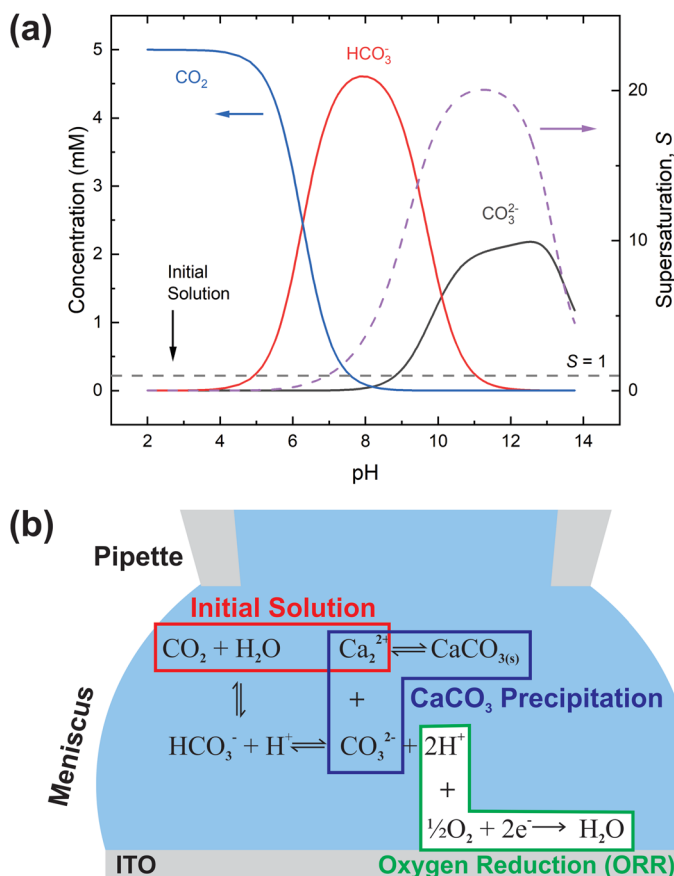 (a)
HCO₃⁻
CO₂
CO₃²⁻
Initial
Solution
S = 1
5
4
3
2
1
0
Concentration (mM)
20
10
0
Supersaturation, S
2 4 6 8 10 12 14
pH
(b)
Pipette
Initial Solution
CO₂ + H₂O Ca₂²⁺ ⇌ CaCO₃₍s₎
⇌ + CaCO₃ Precipitation
HCO₃⁻ + H⁺ ⇌ CO₃²⁻ + 2H⁺
+
½O₂ + 2e⁻ → H₂O
Meniscus
ITO Oxygen Reduction (ORR)